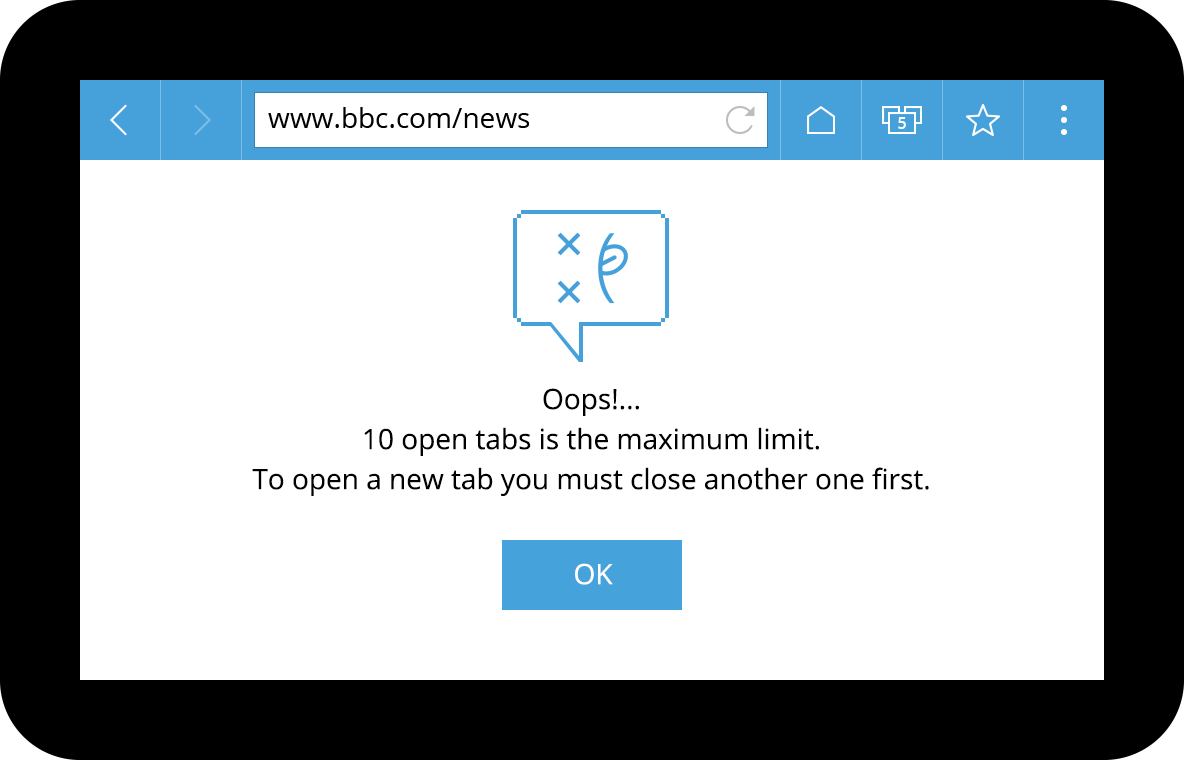 www.bbc.com/news
5
Oops!...
10 open tabs is the maximum limit.
To open a new tab you must close another one first.
OK